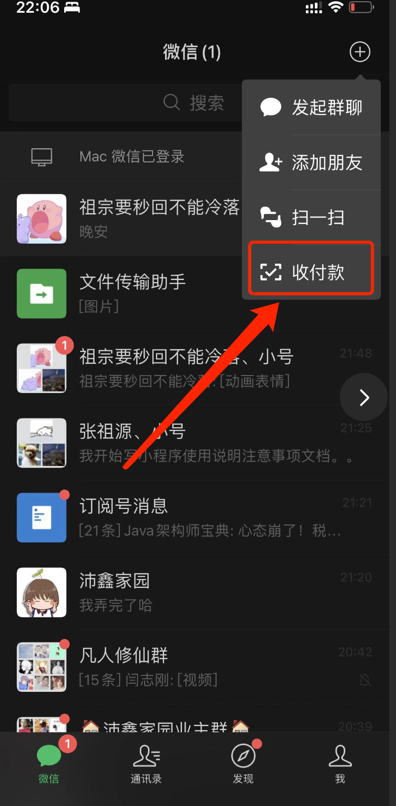 22:06
微信(1)
搜索
发起群聊
添加朋友
扫一扫
收付款
Mac 微信已登录
祖宗要秒回不能冷落
晚安
文件传输助手
[图片]
1
祖宗要秒回不能冷落、小号
21:48
祖宗要秒回不能冷落: [动画表情]
张祖源、小号
21:25
我开始写小程序使用说明注意事项文档。。
订阅号消息
21:21
[21条] Java架构师宝典: 心态崩了！税...
沛鑫家园
21:20
我弄完了哈
凡人修仙群
20:42
[15条] 闫志刚: [视频]
沛鑫家园业主群
20:39
1
微信
通讯录
发现
我